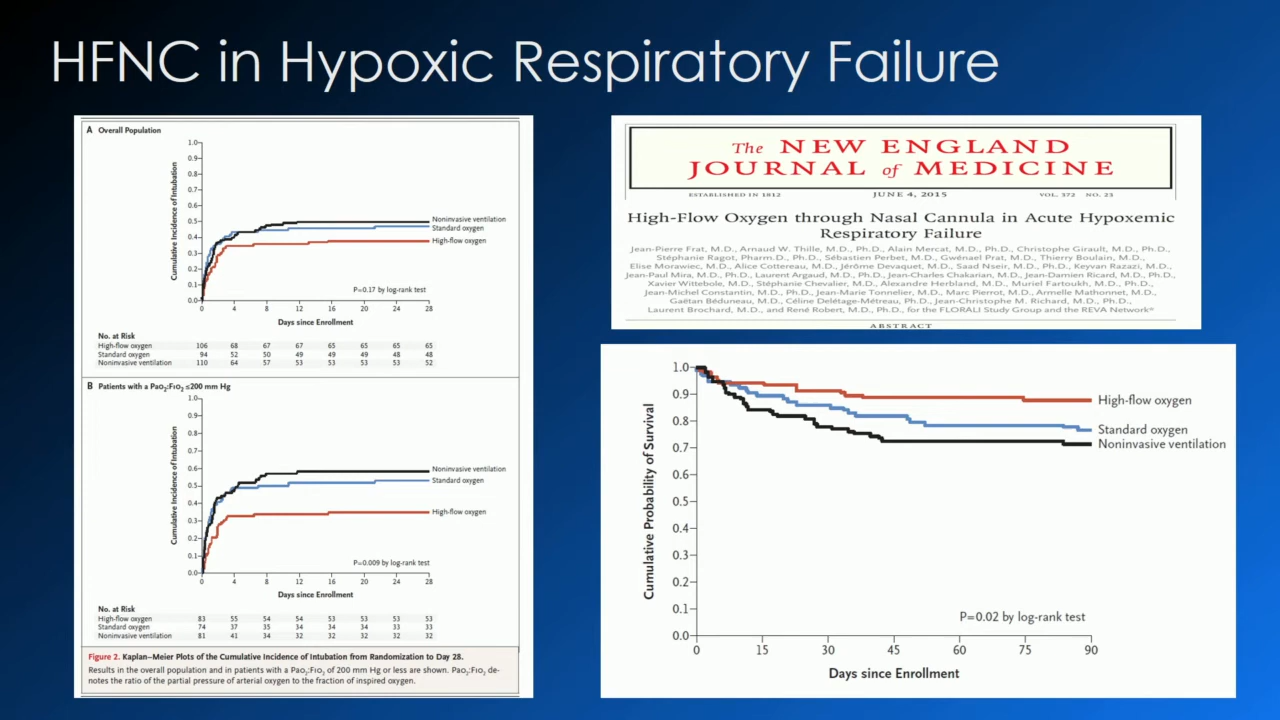 HFNC in Hypoxic Respiratory Failure
A Overall Population
Cumulative Incidence of Intubation
1.0
0.9
0.8
0.7
0.6
0.5
0.4
0.3
0.2
0.1
0.0
Noninvasive ventilation
Standard oxygen
High-flow oxygen
P=0.17 by log-rank test
0 4 8 12 16 20 24 28
Days since Enrollment
No. at Risk
High-flow oxygen 106 68 67 67 65 65 65 65
Standard oxygen 94 52 50 49 49 49 48 48
Noninvasive ventilation 110 64 57 53 53 53 53 52
B Patients with a PaO2:FIO2 ≤200 mm Hg
Cumulative Incidence of Intubation
1.0
0.9
0.8
0.7
0.6
0.5
0.4
0.3
0.2
0.1
0.0
Noninvasive ventilation
Standard oxygen
High-flow oxygen
P=0.009 by log-rank test
0 4 8 12 16 20 24 28
Days since Enrollment
No. at Risk
High-flow oxygen 83 55 54 54 53 53 53 53
Standard oxygen 74 37 35 34 34 34 33 33
Noninvasive ventilation 81 41 34 32 32 32 32 32
Figure 2. Kaplan–Meier Plots of the Cumulative Incidence of Intubation from Randomization to Day 28.
Results in the overall population and in patients with a PaO2:FIO2 of 200 mm Hg or less are shown. PaO2:FIO2 de-
notes the ratio of the partial pressure of arterial oxygen to the fraction of inspired oxygen.
The NEW ENGLAND
JOURNAL of MEDICINE
ESTABLISHED IN 1812 JUNE 4, 2015 VOL. 372 NO. 23
High-Flow Oxygen through Nasal Cannula in Acute Hypoxemic
Respiratory Failure
Jean-Pierre Frat, M.D., Arnaud W. Thille, M.D., Ph.D., Alain Mercat, M.D., Ph.D., Christophe Girault, M.D., Ph.D.,
Stéphanie Ragot, Pharm.D., Ph.D., Sébastien Perbet, M.D., Gwénael Prat, M.D., Thierry Boulain, M.D.,
Elise Morawiec, M.D., Alice Cottereau, M.D., Jérôme Devaquet, M.D., Saad Nseir, M.D., Ph.D., Keyvan Razazi, M.D.,
Jean-Paul Mira, M.D., Ph.D., Laurent Argaud, M.D., Ph.D., Jean-Charles Chakarian, M.D., Jean-Damien Ricard, M.D., Ph.D.,
Xavier Wittebole, M.D., Stéphanie Chevalier, M.D., Alexandre Herbland, M.D., Muriel Fartoukh, M.D., Ph.D.,
Jean-Michel Constantin, M.D., Ph.D., Jean-Marie Tonnelier, M.D., Marc Pierrot, M.D., Armelle Mathonnet, M.D.,
Gaëtan Béduneau, M.D., Céline Delétage-Métreau, Ph.D., Jean-Christophe M. Richard, M.D., Ph.D.,
Laurent Brochard, M.D., and René Robert, M.D., Ph.D., for the FLORALI Study Group and the REVA Network*
ABSTRACT
Cumulative Probability of Survival
1.0
0.9
0.8
0.7
0.6
0.5
0.4
0.3
0.2
0.1
0.0
High-flow oxygen
Standard oxygen
Noninvasive ventilation
P=0.02 by log-rank test
0 15 30 45 60 75 90
Days since Enrollment